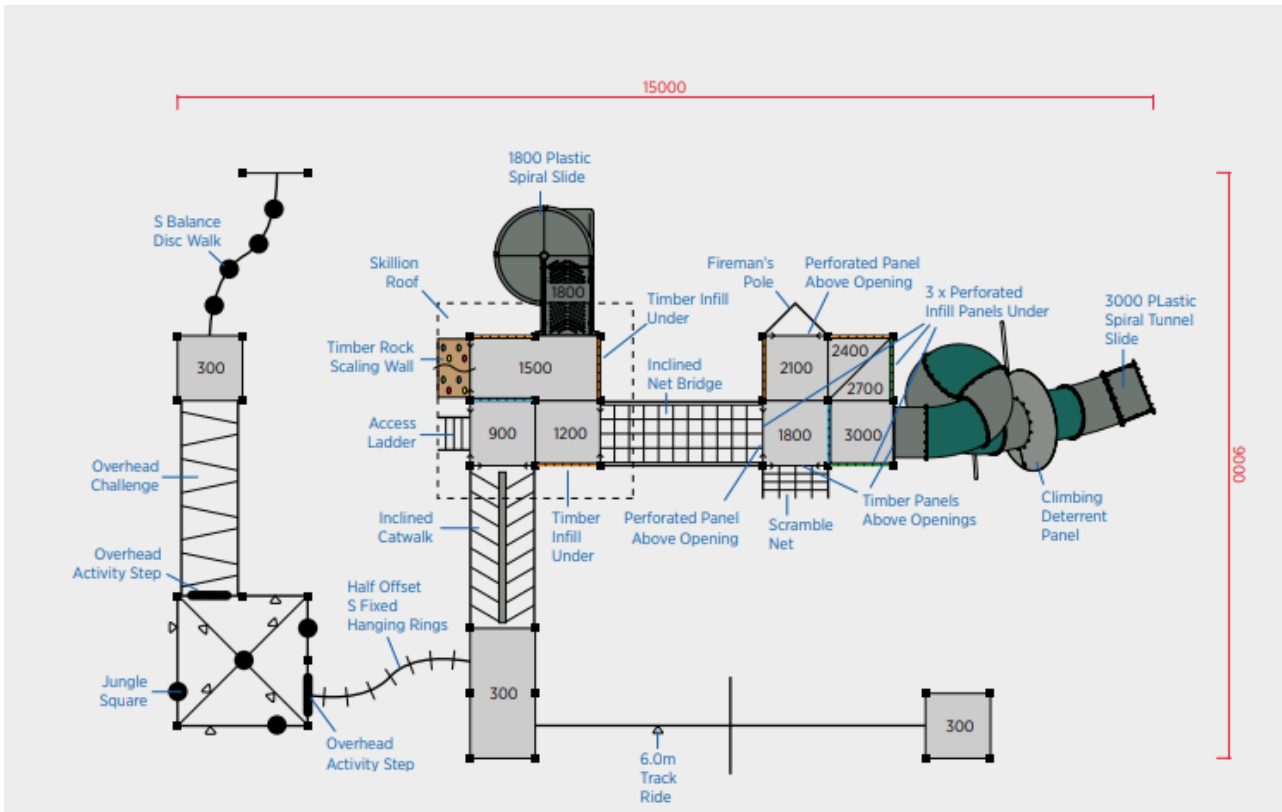 15000
1800 Plastic
Spiral Slide
S Balance
Disc Walk
Skillion
Roof
Fireman's
Pole
Perforated Panel
Above Opening
3 x Perforated
Infill Panels Under
3000 PLastic
Spiral Tunnel
Slide
1800
Timber Infill
Under
Timber Rock
Scaling Wall
Inclined
Net Bridge
300
1500
2100
2400
2700
Access
Ladder
900
1200
1800
3000
9000
Overhead
Challenge
Inclined
Catwalk
Timber
Infill
Under
Perforated Panel
Above Opening
Scramble
Net
Timber Panels
Above Openings
Climbing
Deterrent
Panel
Overhead
Activity Step
Half Offset
S Fixed
Hanging Rings
Jungle
Square
300
300
Overhead
Activity Step
6.0m
Track
Ride